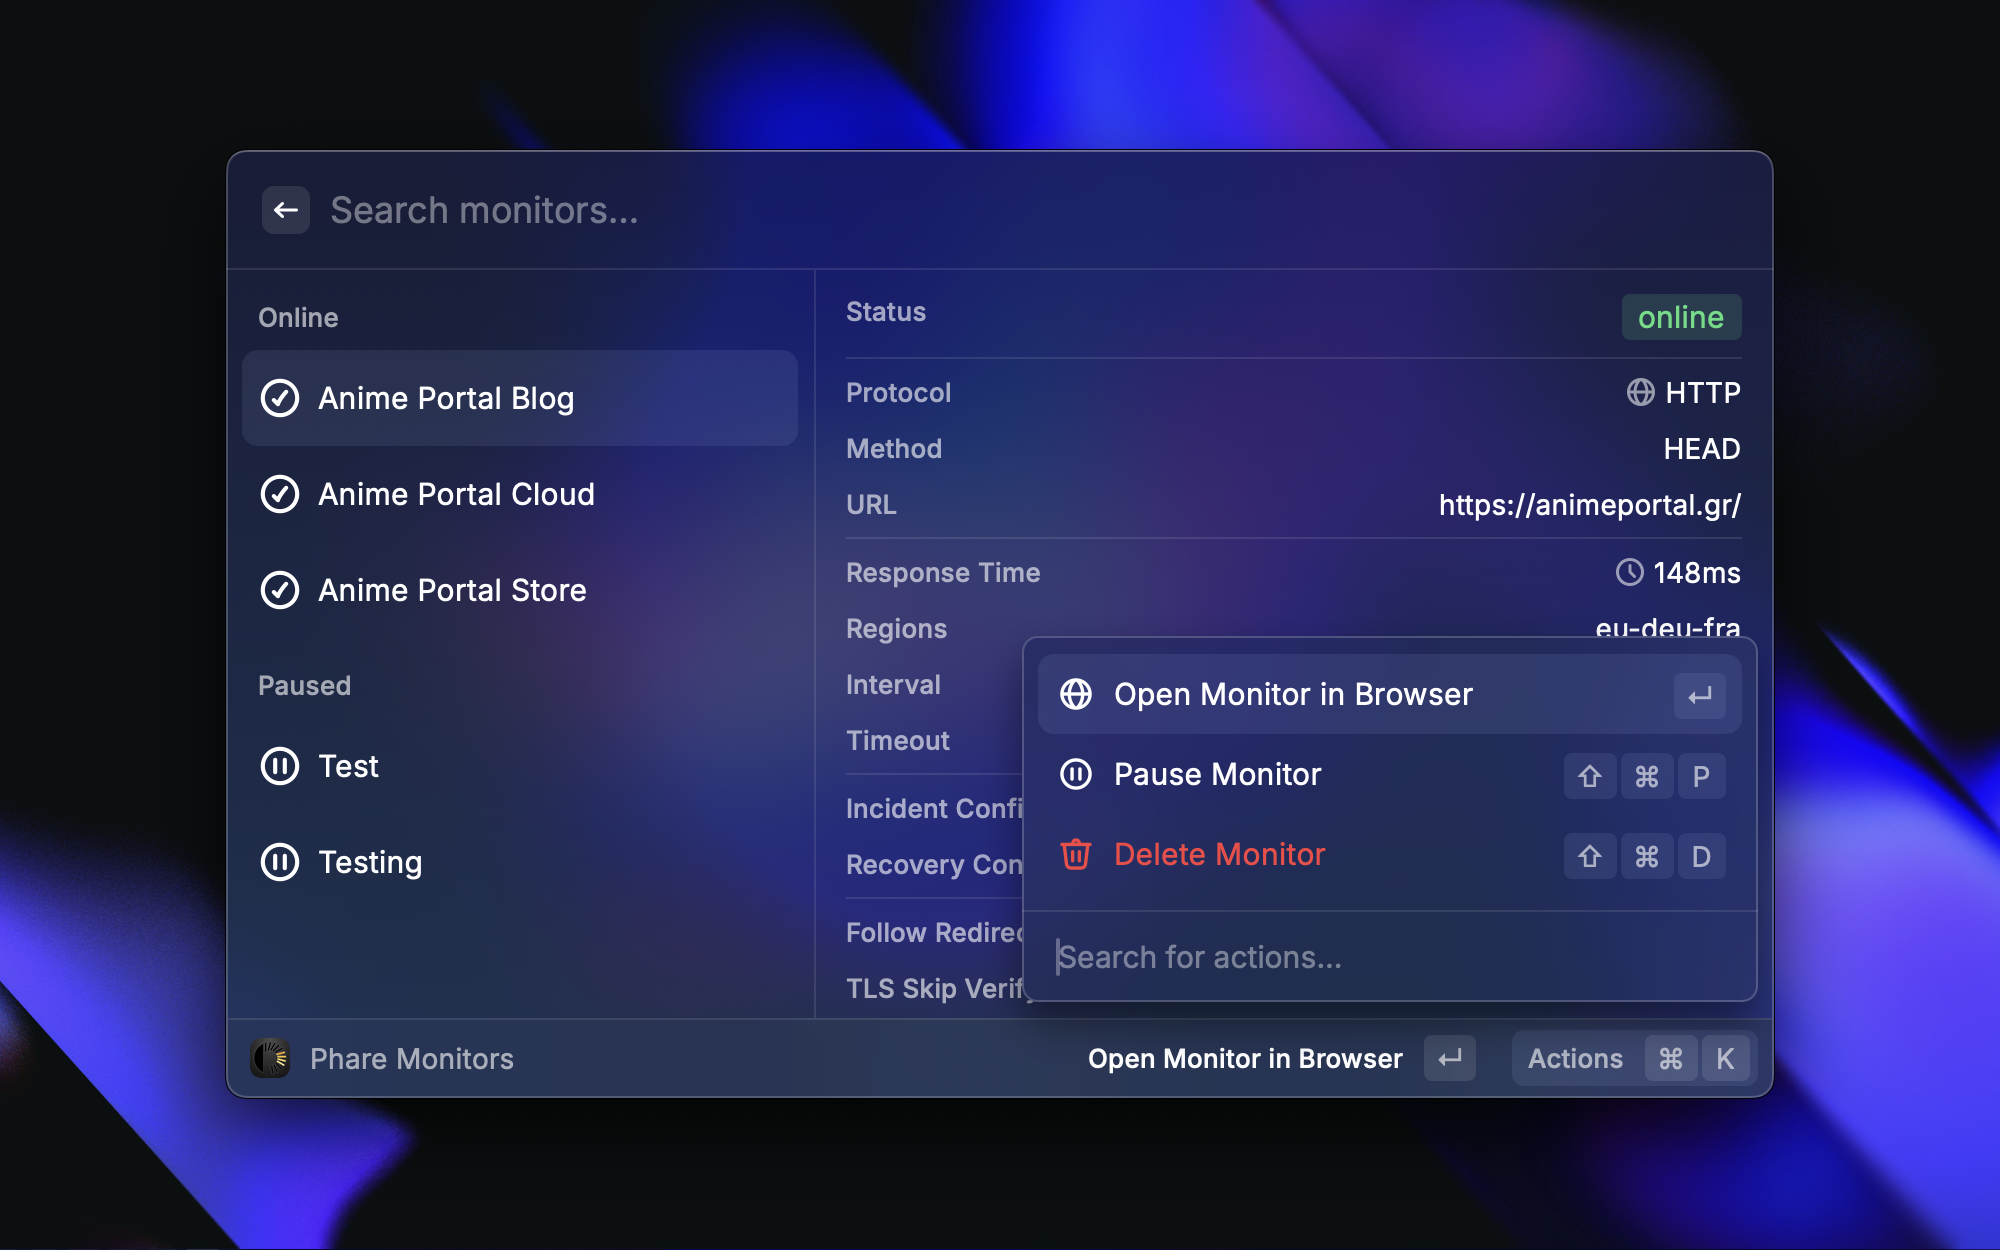 Search monitors...
Online
Anime Portal Blog
Anime Portal Cloud
Anime Portal Store
Paused
Test
Testing
Status online
Protocol HTTP
Method HEAD
URL https://animeportal.gr/
Response Time 148ms
Regions eu-deu-fra
Interval
Timeout
Incident Confi
Recovery Con
Follow Redirec
TLS Skip Verify
Open Monitor in Browser ↵
Pause Monitor ⇧ ⌘ P
Delete Monitor ⇧ ⌘ D
Search for actions...
Phare Monitors
Open Monitor in Browser ↵
Actions ⌘ K